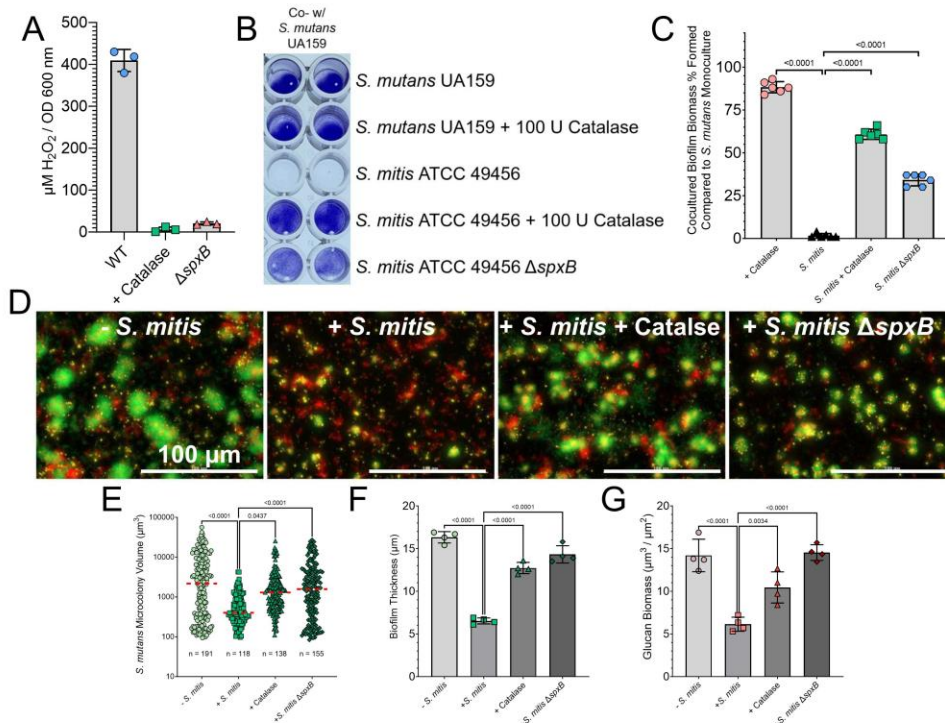 A
µM H₂O₂ / OD 600 nm
500
400
300
200
100
0
WT
+ Catalase
ΔspxB
B
Co- w/
S. mutans
UA159
S. mutans UA159
S. mutans UA159 + 100 U Catalase
S. mitis ATCC 49456
S. mitis ATCC 49456 + 100 U Catalase
S. mitis ATCC 49456 ΔspxB
C
Cocultured Biofilm Biomass % Formed
Compared to S. mutans Monoculture
<0.0001
<0.0001
<0.0001
100
75
50
25
0
+ Catalase
S. mitis
S. mitis + Catalase
S. mitis ΔspxB
D
- S. mitis
+ S. mitis
+ S. mitis + Catalse
+ S. mitis ΔspxB
100 µm
E
S. mutans Microcolony Volume (µm³)
<0.0001
<0.0001
0.0437
100000
10000
1000
100
10
n = 191
n = 118
n = 138
n = 155
- S. mitis
+ S. mitis
+ Catalase
+S. mitis ΔspxB
F
Biofilm Thickness (µm)
<0.0001
<0.0001
<0.0001
20
15
10
5
0
- S. mitis
+S. mitis
+ Catalase
S. mitis ΔspxB
G
Glucan Biomass (µm³ / µm²)
<0.0001
<0.0001
0.0034
20
15
10
5
0
- S. mitis
+S. mitis
+ Catalase
S. mitis ΔspxB